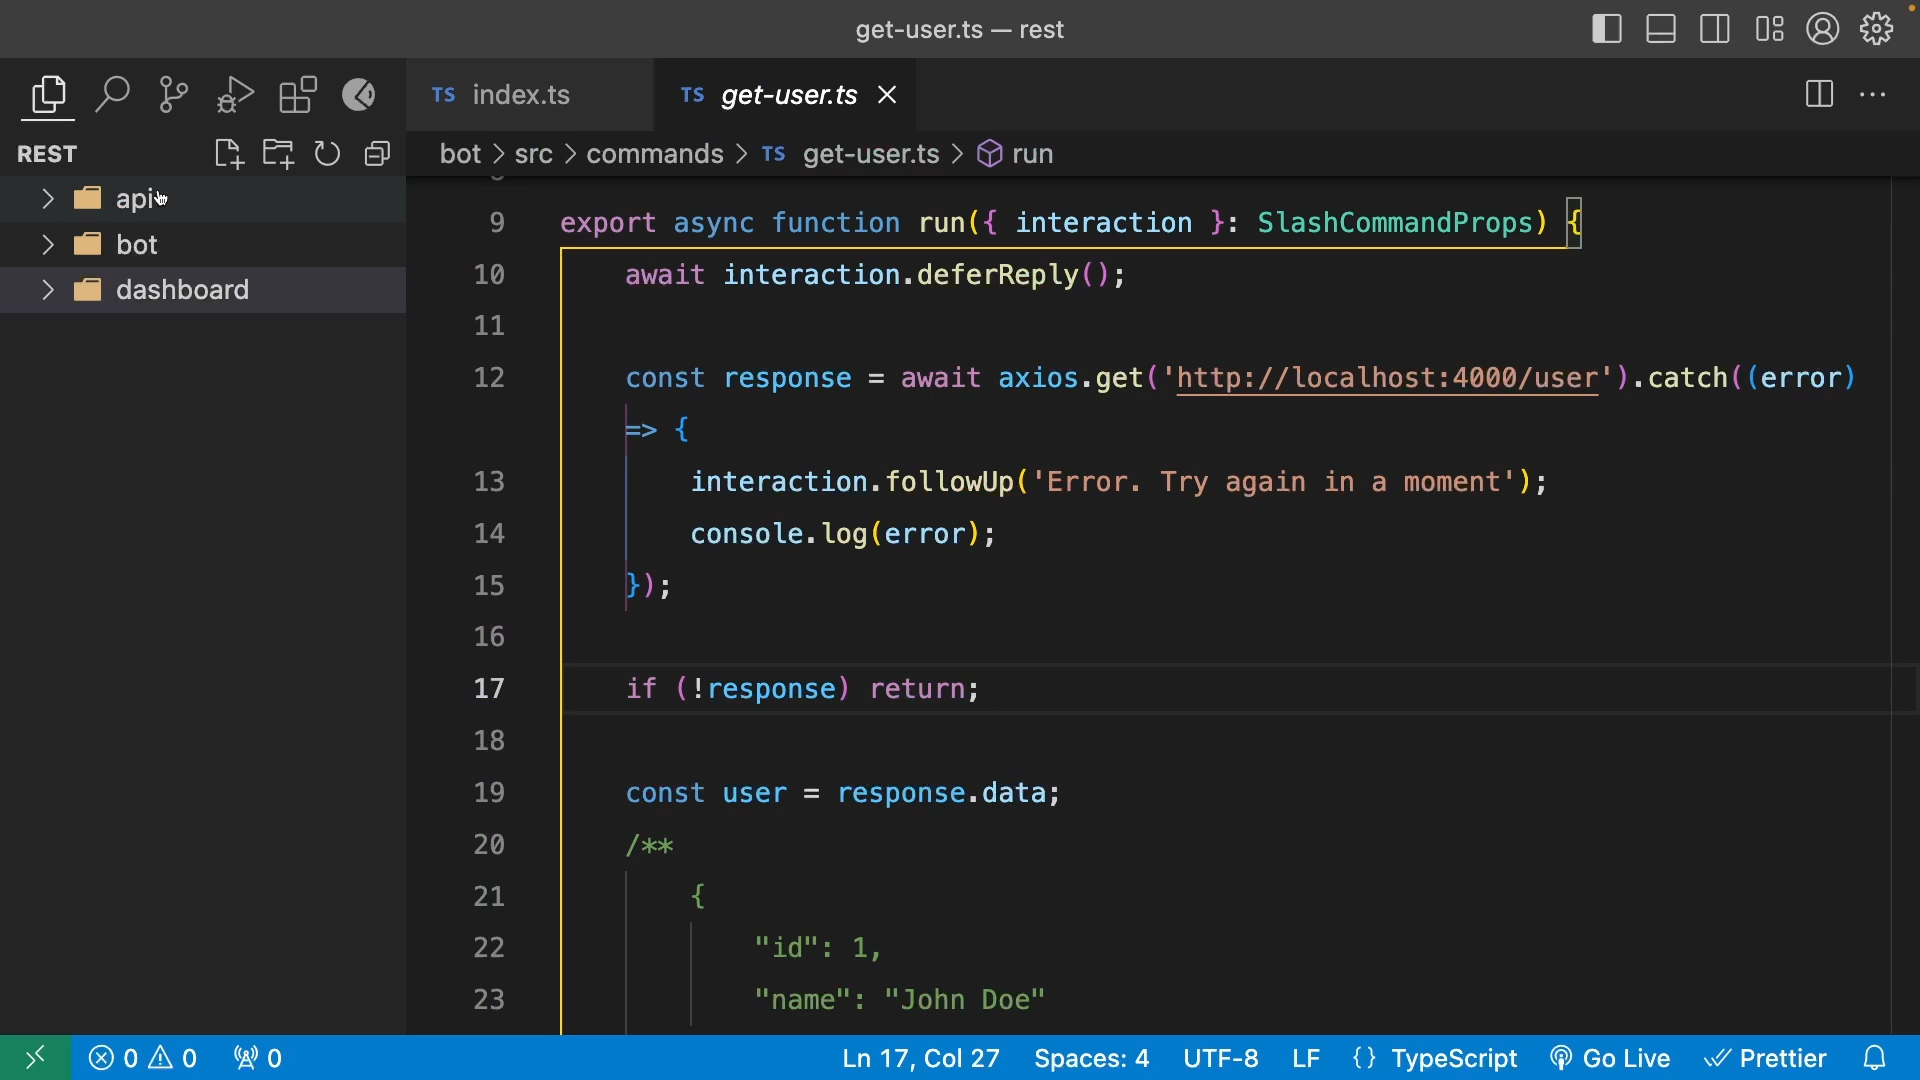 get-user.ts — rest
TS index.ts
TS get-user.ts
REST
bot > src > commands > TS get-user.ts > run
api
bot
dashboard
9 export async function run({ interaction }: SlashCommandProps) {
10 await interaction.deferReply();
11
12 const response = await axios.get('http://localhost:4000/user').catch((error)
=> {
13 interaction.followUp('Error. Try again in a moment');
14 console.log(error);
15 });
16
17 if (!response) return;
18
19 const user = response.data;
20 /**
21 {
22 "id": 1,
23 "name": "John Doe"
0 0 0 Ln 17, Col 27 Spaces: 4 UTF-8 LF {} TypeScript Go Live Prettier